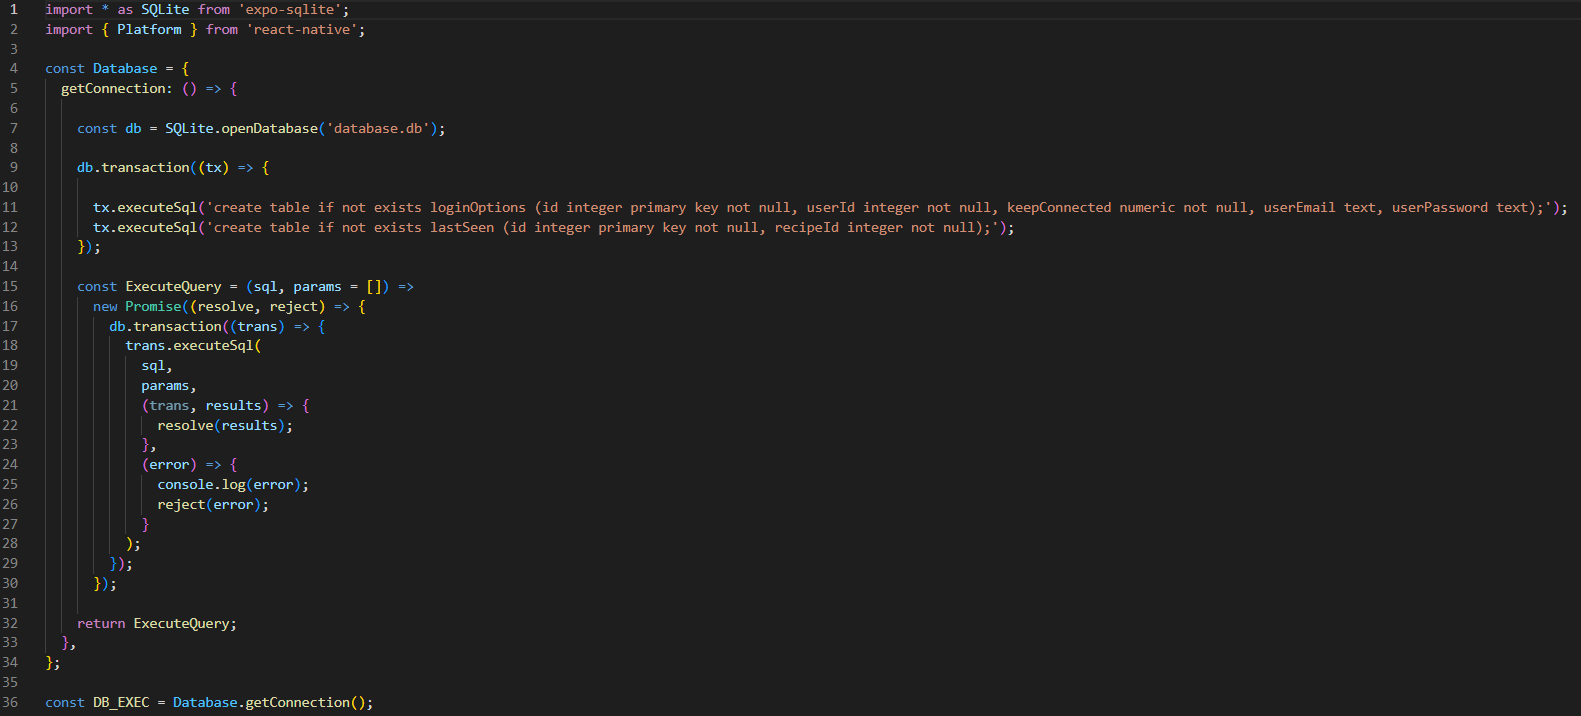 1 import * as SQLite from 'expo-sqlite';
2 import { Platform } from 'react-native';
3
4 const Database = {
5   getConnection: () => {
6
7     const db = SQLite.openDatabase('database.db');
8
9     db.transaction((tx) => {
10
11       tx.executeSql('create table if not exists loginOptions (id integer primary key not null, userId integer not null, keepConnected numeric not null, userEmail text, userPassword text);');
12       tx.executeSql('create table if not exists lastSeen (id integer primary key not null, recipeId integer not null);');
13     });
14
15     const ExecuteQuery = (sql, params = []) =>
16       new Promise((resolve, reject) => {
17         db.transaction((trans) => {
18           trans.executeSql(
19             sql,
20             params,
21             (trans, results) => {
22               resolve(results);
23             },
24             (error) => {
25               console.log(error);
26               reject(error);
27             }
28           );
29         });
30       });
31
32     return ExecuteQuery;
33   },
34 };
35
36 const DB_EXEC = Database.getConnection();